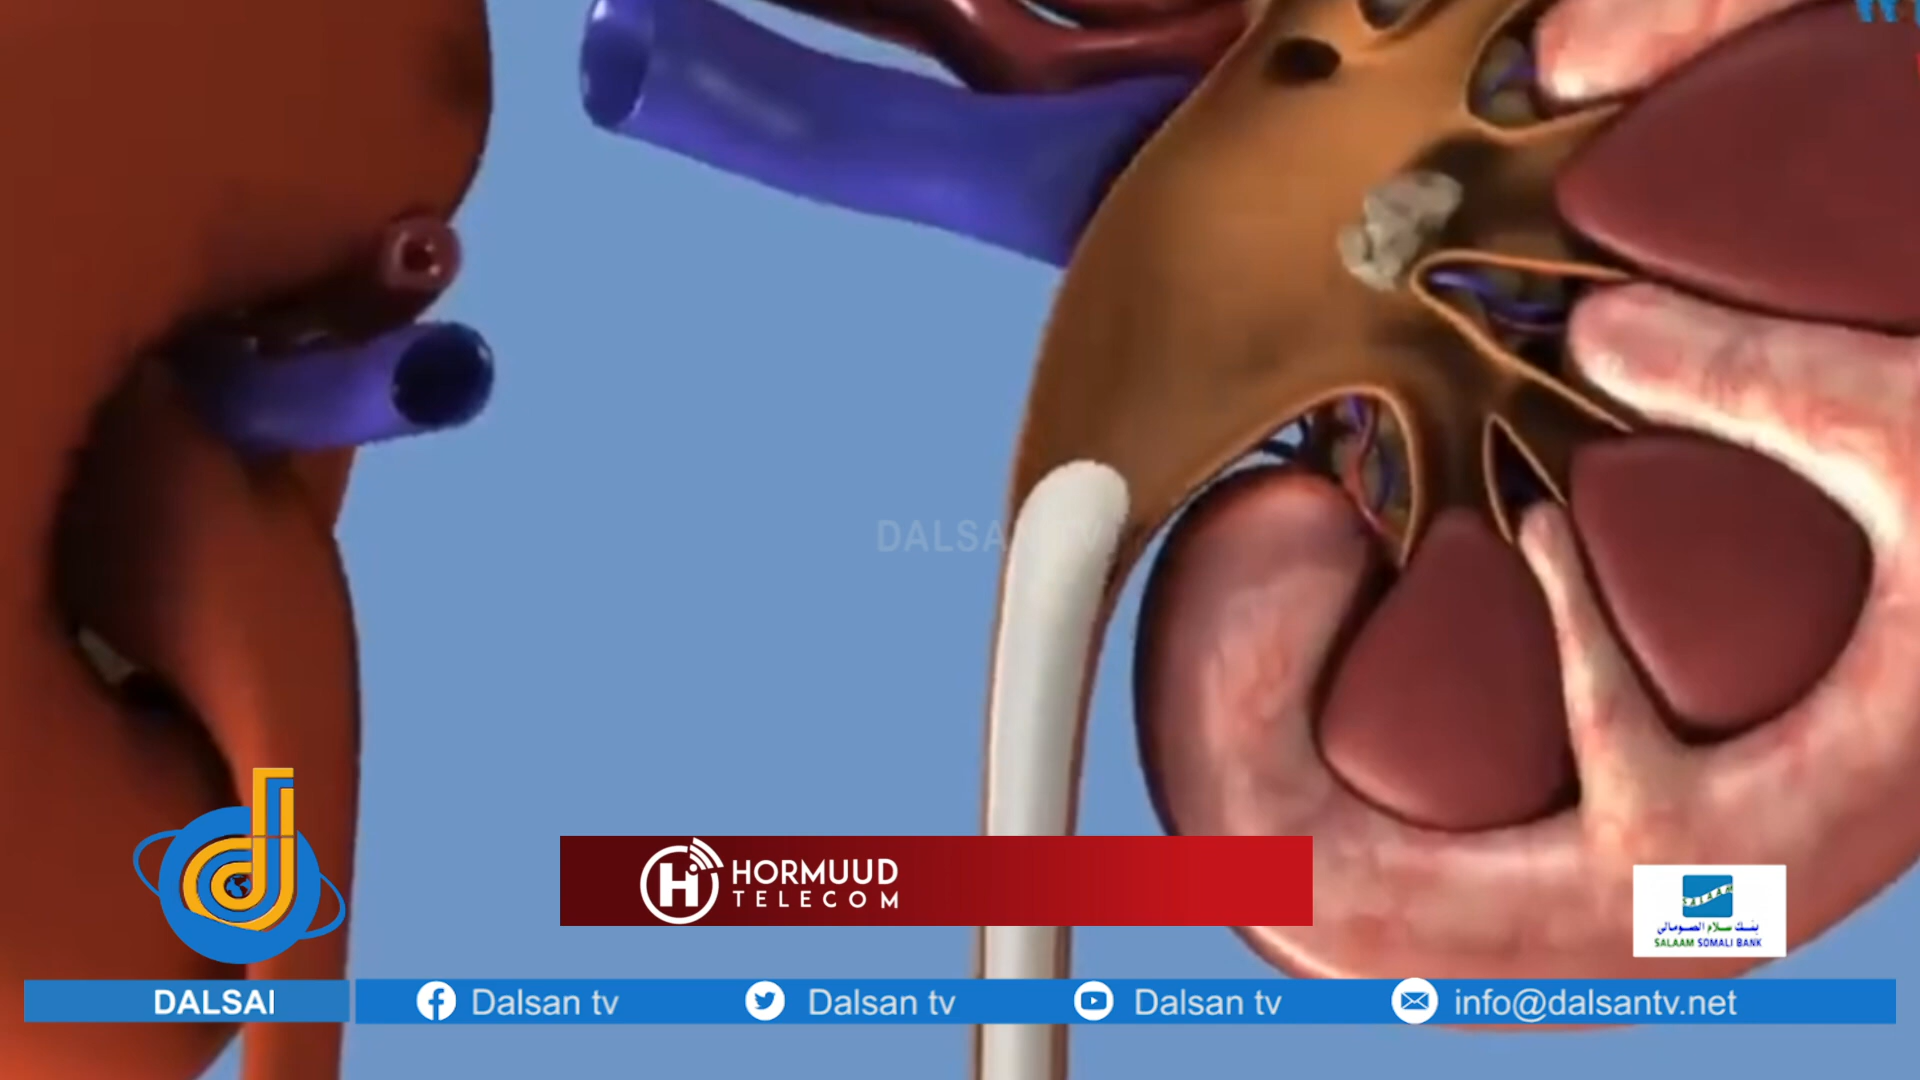 DALSAN TV
HORMUUD
TELECOM
SALAAM
بنك سلام الصومالي
SALAAM SOMALI BANK
DALSAI
Dalsan tv
Dalsan tv
Dalsan tv
info@dalsantv.net